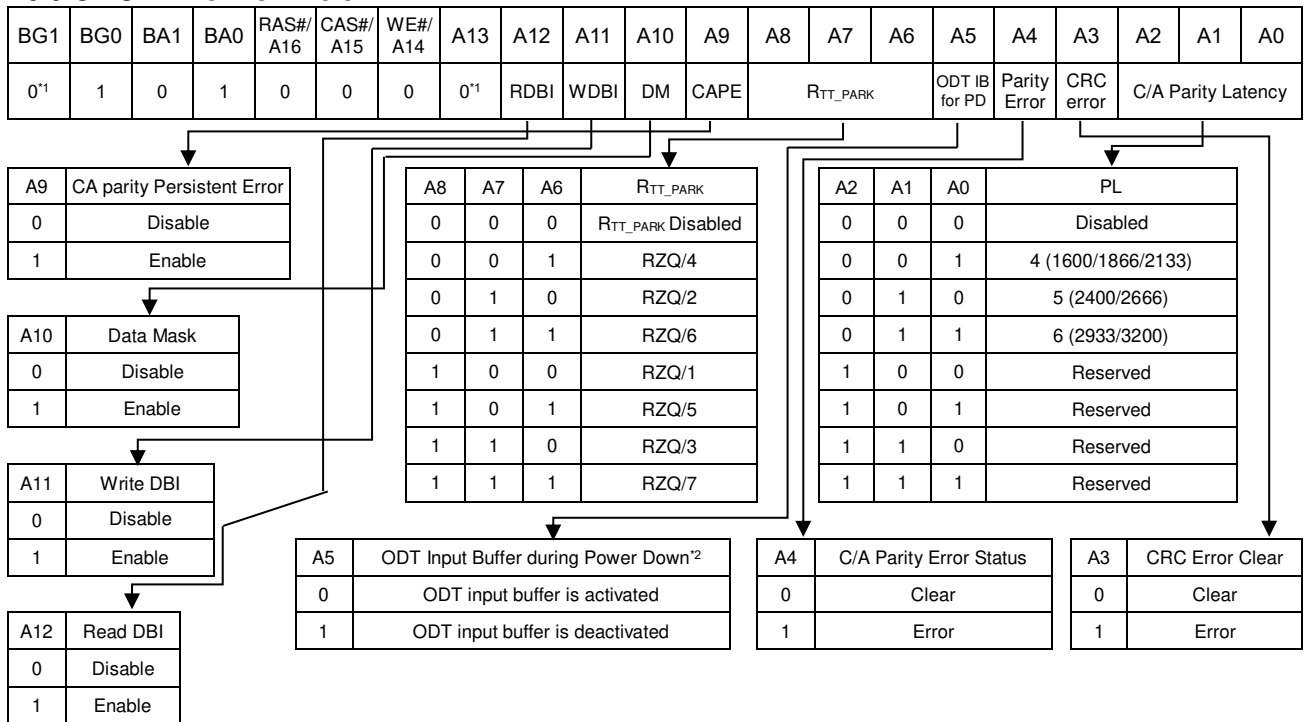 BG1 BG0 BA1 BA0 RAS#/A16 CAS#/A15 WE#/A14 A13 A12 A11 A10 A9 A8 A7 A6 A5 A4 A3 A2 A1 A0
0*1 1 0 1 0 0 0 0*1 RDBI WDBI DM CAPE RTT_PARK ODT IB for PD Parity Error CRC error C/A Parity Latency
A9 CA parity Persistent Error
0 Disable
1 Enable
A10 Data Mask
0 Disable
1 Enable
A11 Write DBI
0 Disable
1 Enable
A12 Read DBI
0 Disable
1 Enable
A8 A7 A6 RTT_PARK
0 0 0 RTT_PARK Disabled
0 0 1 RZQ/4
0 1 0 RZQ/2
0 1 1 RZQ/6
1 0 0 RZQ/1
1 0 1 RZQ/5
1 1 0 RZQ/3
1 1 1 RZQ/7
A2 A1 A0 PL
0 0 0 Disabled
0 0 1 4 (1600/1866/2133)
0 1 0 5 (2400/2666)
0 1 1 6 (2933/3200)
1 0 0 Reserved
1 0 1 Reserved
1 1 0 Reserved
1 1 1 Reserved
A5 ODT Input Buffer during Power Down*2
0 ODT input buffer is activated
1 ODT input buffer is deactivated
A4 C/A Parity Error Status
0 Clear
1 Error
A3 CRC Error Clear
0 Clear
1 Error